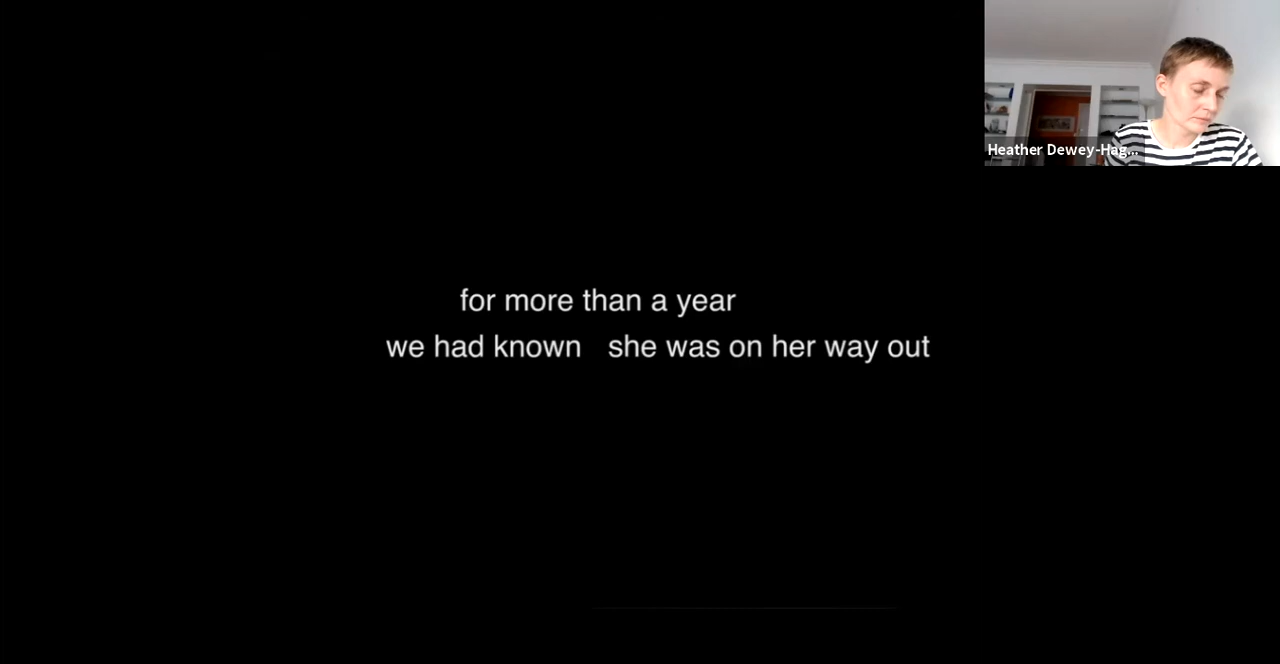 for more than a year
we had known she was on her way out
Heather Dewey-Hag...